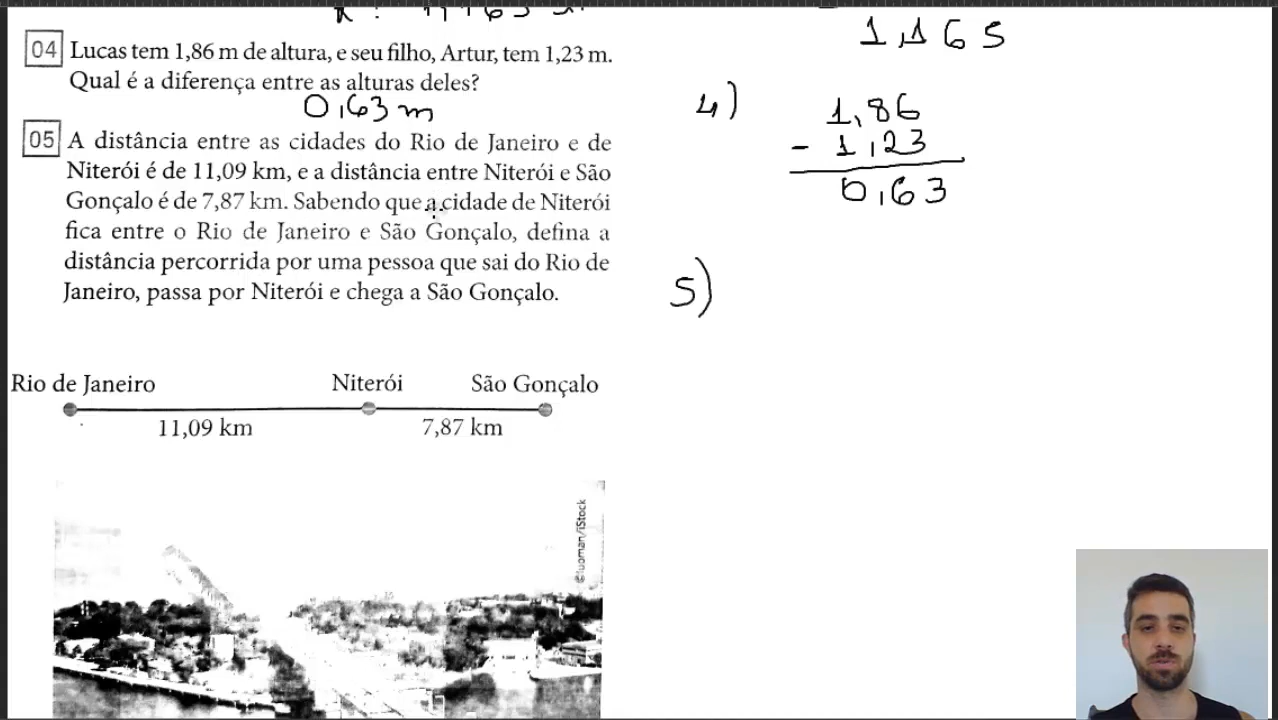 04 Lucas tem 1,86 m de altura, e seu filho, Artur, tem 1,23 m.
Qual é a diferença entre as alturas deles?
0,63 m
05 A distância entre as cidades do Rio de Janeiro e de
Niterói é de 11,09 km, e a distância entre Niterói e São
Gonçalo é de 7,87 km. Sabendo que a cidade de Niterói
fica entre o Rio de Janeiro e São Gonçalo, defina a
distância percorrida por uma pessoa que sai do Rio de
Janeiro, passa por Niterói e chega a São Gonçalo.
Rio de Janeiro Niterói São Gonçalo
11,09 km 7,87 km
©luoman/iStock
1,165
4) 1,86
- 1,23
0,63
5)